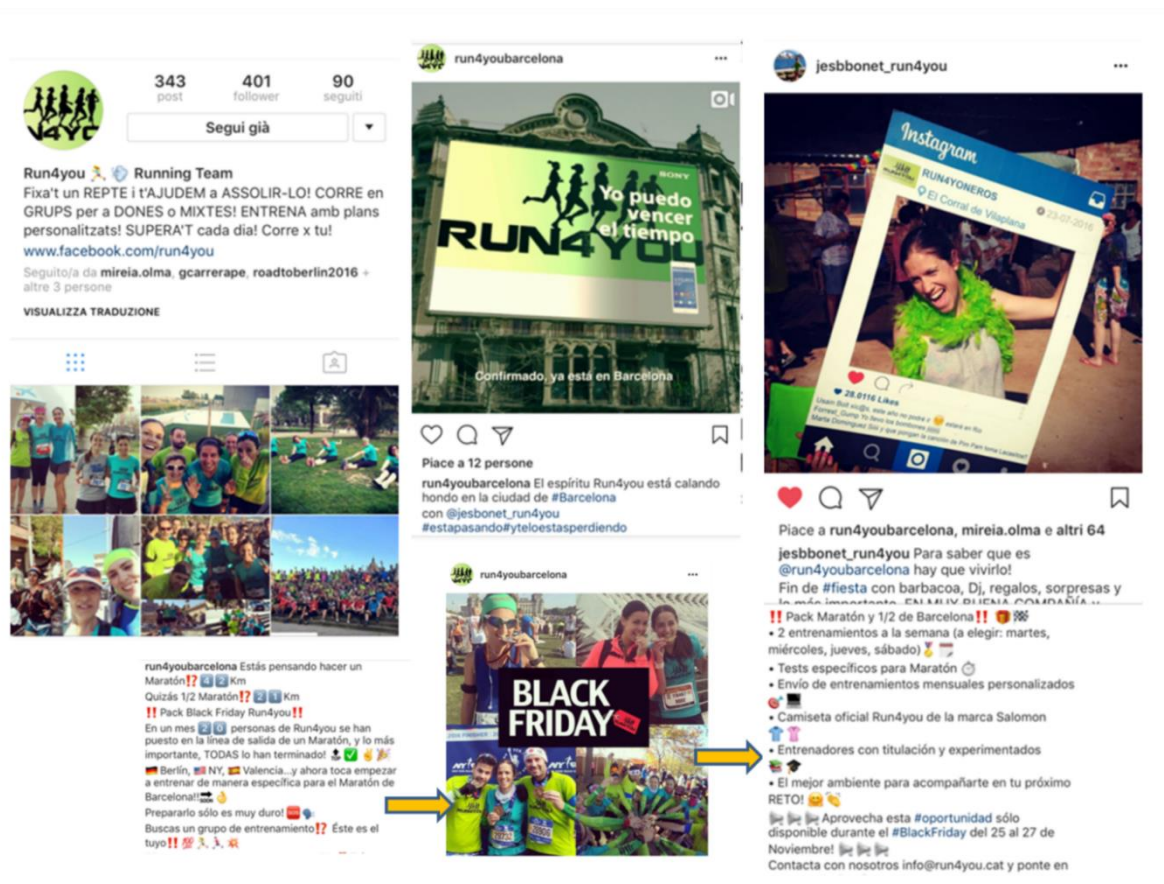 343 401 90
post follower seguiti
Segui già
Run4you 🏃 💨 Running Team
Fixa't un REPTE i t'AJUDEM a ASSOLIR-LO! CORRE en
GRUPS per a DONES o MIXTES! ENTRENA amb plans
personalitzats! SUPERA'T cada dia! Corre x tu!
www.facebook.com/run4you
Seguito/a da mireia.olma, gcarrerape, roadtoberlin2016 +
altre 3 persone
VISUALIZZA TRADUZIONE
run4youbarcelona
SONY
Yo puedo
vencer
el tiempo
RUN4YOU
Confirmado, ya está en Barcelona
Piace a 12 persone
run4youbarcelona El espíritu Run4you está calando
hondo en la ciudad de #Barcelona
con @jesbonet_run4you
#estapasando#yteloestasperdiendo
jesbbonet_run4you
Instagram
RUN4YONEROS
El Corral de Vilaplana
23-07-2016
28.0116 Likes
Piace a run4youbarcelona, mireia.olma e altri 64
jesbbonet_run4you Para saber que es
@run4youbarcelona hay que vivirlo!
Fin de #fiesta con barbacoa, Dj, regalos, sorpresas y
lo más importante, EN MUY BUENA COMPAÑÍA y
run4youbarcelona Estás pensando hacer un
Maratón⁉️ 4️⃣2️⃣ Km
Quizás 1/2 Maratón⁉️ 2️⃣1️⃣ Km
‼️ Pack Black Friday Run4you‼️
En un mes 2️⃣0️⃣ personas de Run4you se han
puesto en la línea de salida de un Maratón, y lo más
importante, TODAS lo han terminado! 🏅✅✌️🎉
🇩🇪 Berlín, 🇺🇸 NY, 🇪🇸 Valencia...y ahora toca empezar
a entrenar de manera específica para el Maratón de
Barcelona!!🔜👌
Prepararlo sólo es muy duro! 🆘🗣
Buscas un grupo de entrenamiento⁉️ Éste es el
tuyo‼️ 💯🏃🏃🏃💥
run4youbarcelona
BLACK
FRIDAY
‼️ Pack Maratón y 1/2 de Barcelona‼️ 🎁🏁
• 2 entrenamientos a la semana (a elegir: martes,
miércoles, jueves, sábado)🏅📅
• Tests específicos para Maratón ⏱
• Envío de entrenamientos mensuales personalizados
🎯💻
• Camiseta oficial Run4you de la marca Salomon
👕👚
• Entrenadores con titulación y experimentados
📚🎓
• El mejor ambiente para acompañarte en tu próximo
RETO! 🤗👏
📢📢📢Aprovecha esta #oportunidad sólo
disponible durante el #BlackFriday del 25 al 27 de
Noviembre! 📢📢📢
Contacta con nosotros info@run4you.cat y ponte en